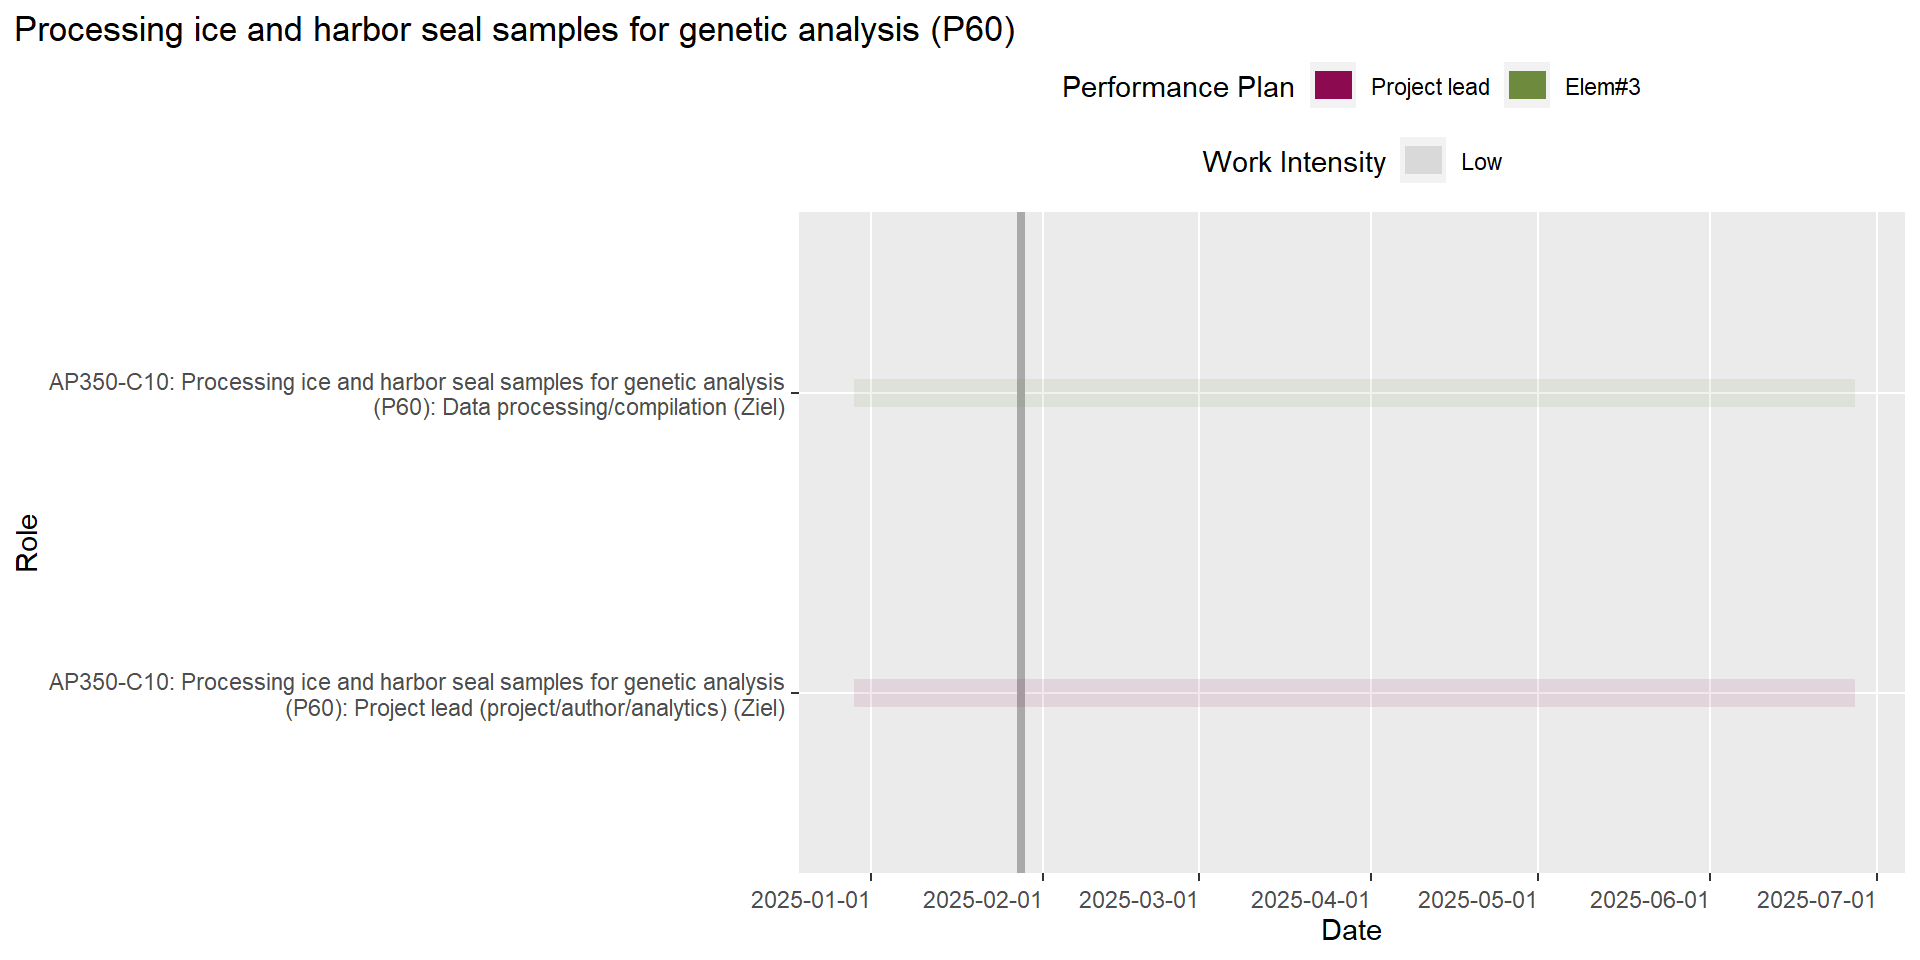 Processing ice and harbor seal samples for genetic analysis (P60)
Performance Plan Project lead Elem#3
Work Intensity Low
AP350-C10: Processing ice and harbor seal samples for genetic analysis
(P60): Data processing/compilation (Ziel)
Role
AP350-C10: Processing ice and harbor seal samples for genetic analysis
(P60): Project lead (project/author/analytics) (Ziel)
2025-01-01 2025-02-01 2025-03-01 2025-04-01 2025-05-01 2025-06-01 2025-07-01
Date